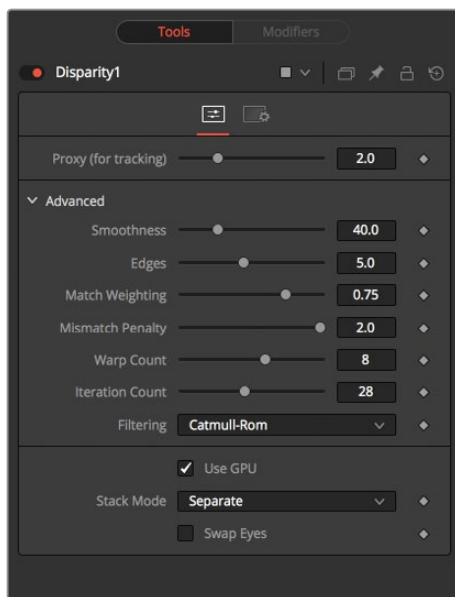 Tools Modifiers
Disparity1
Proxy (for tracking) 2.0
Advanced
Smoothness 40.0
Edges 5.0
Match Weighting 0.75
Mismatch Penalty 2.0
Warp Count 8
Iteration Count 28
Filtering Catmull-Rom
Use GPU
Stack Mode Separate
Swap Eyes